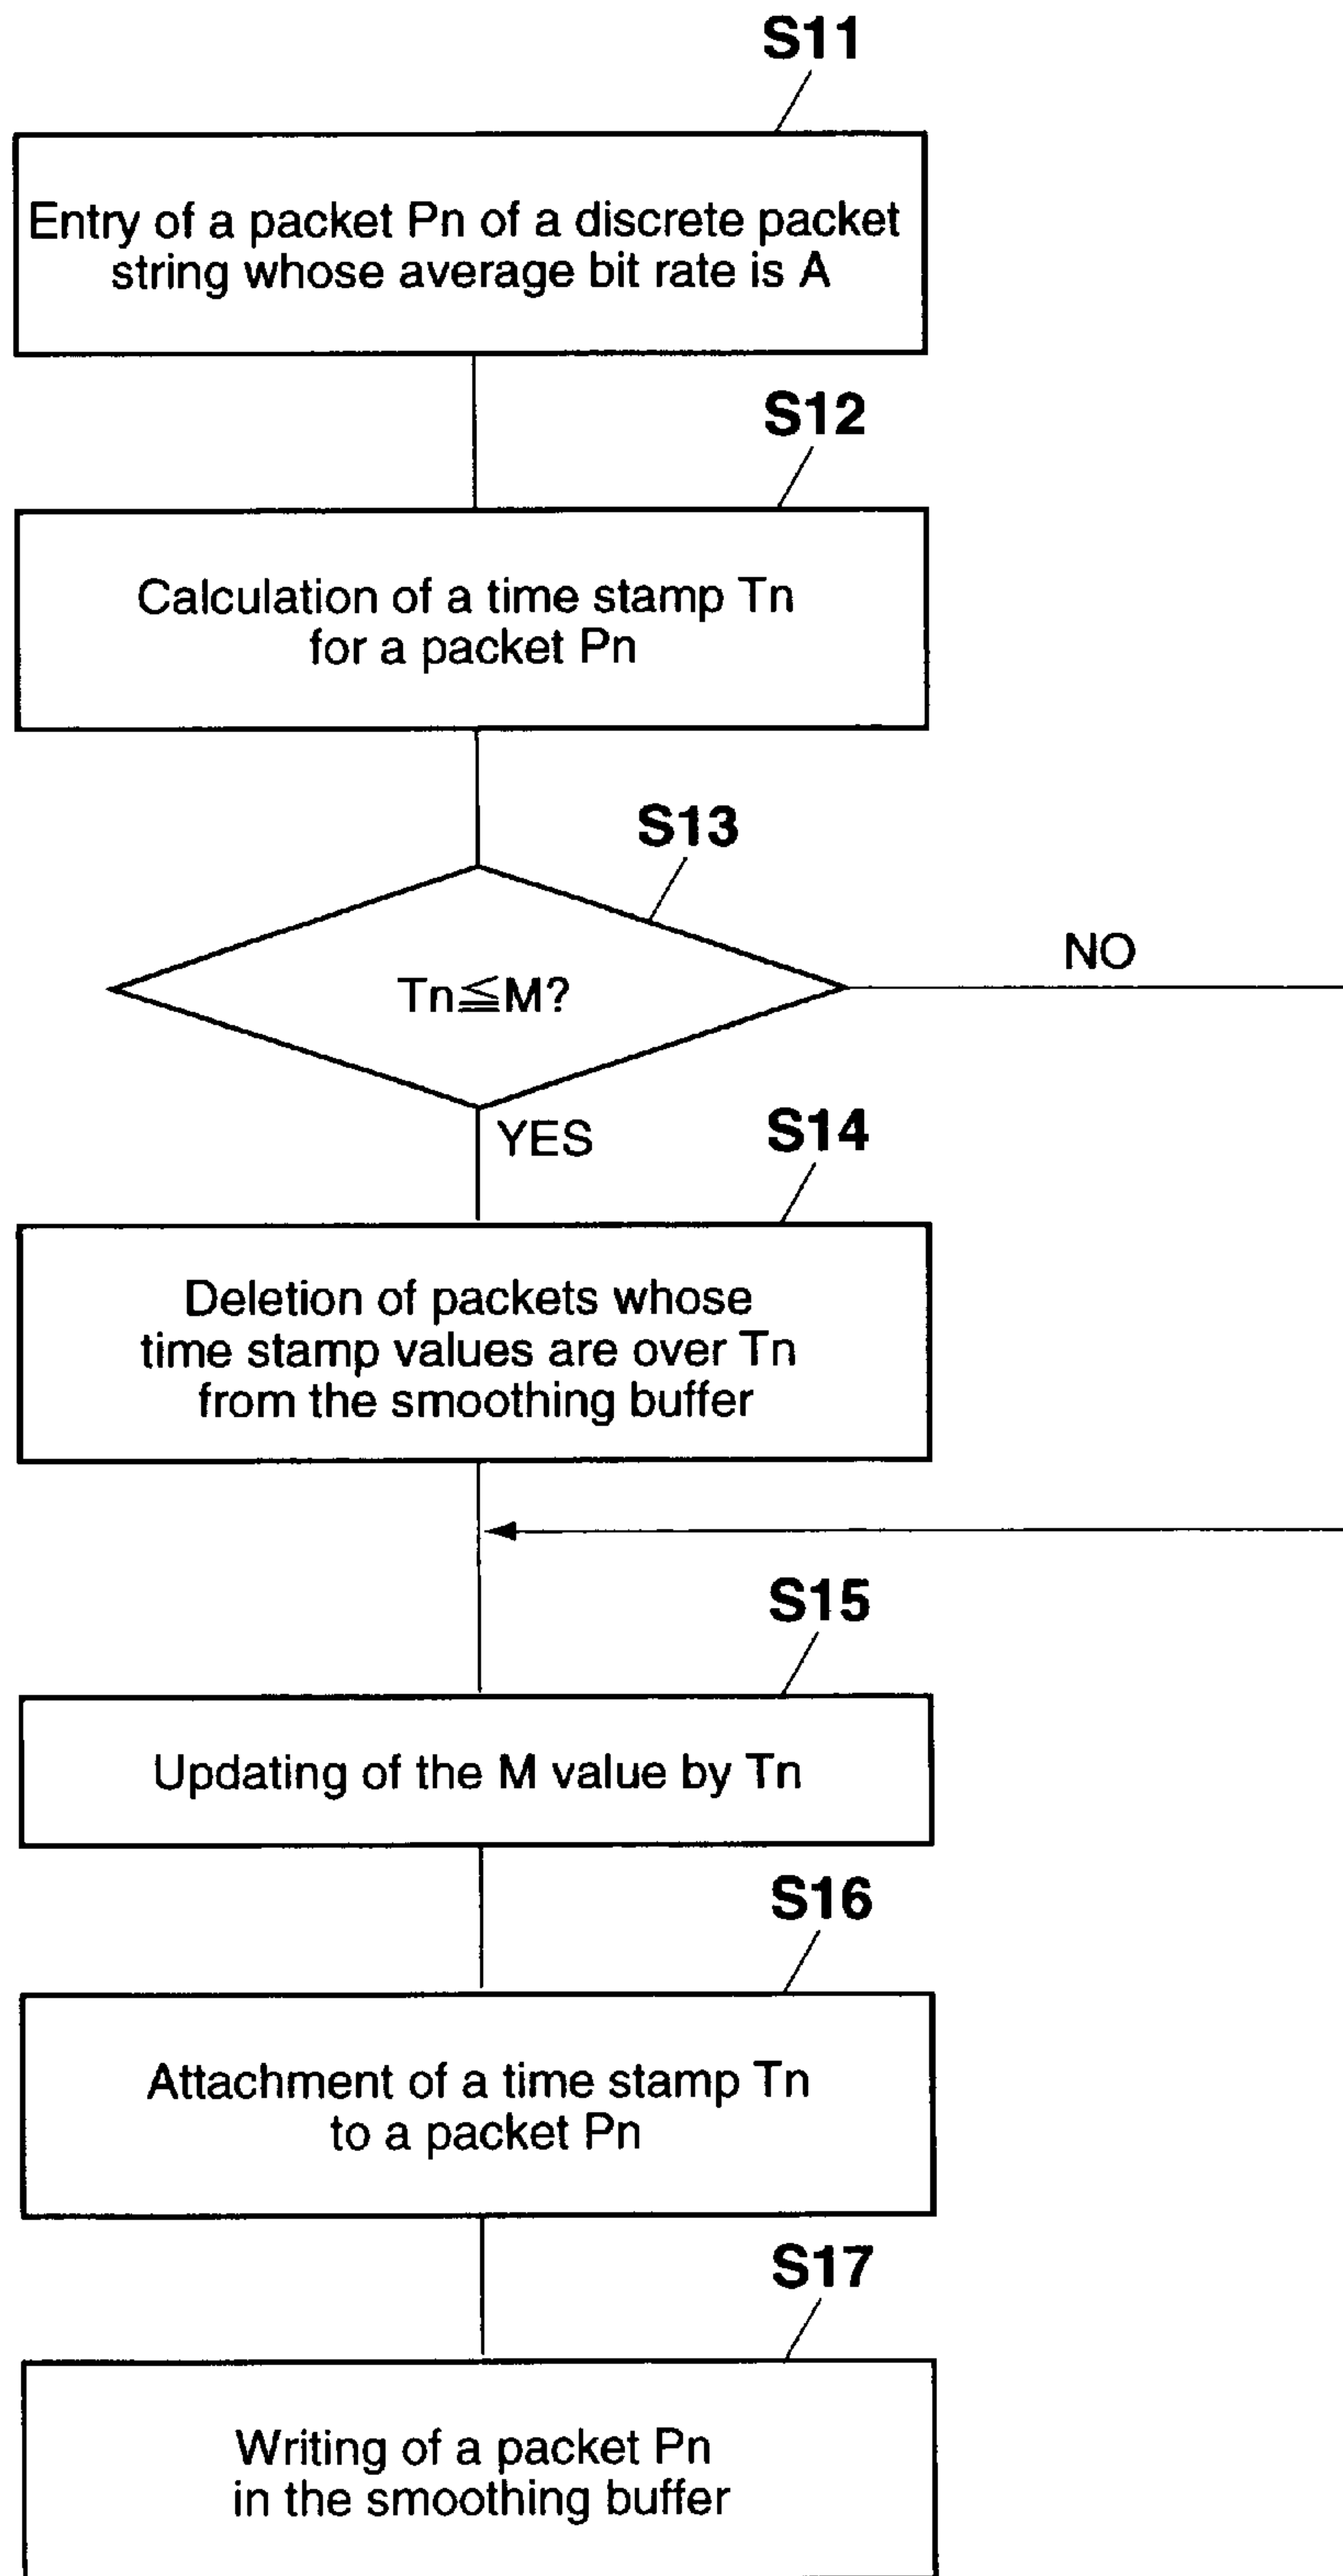 S11
Entry of a packet Pn of a discrete packet
string whose average bit rate is A
S12
Calculation of a time stamp Tn
for a packet Pn
S13
Tn≦M?
NO
YES
S14
Deletion of packets whose
time stamp values are over Tn
from the smoothing buffer
S15
Updating of the M value by Tn
S16
Attachment of a time stamp Tn
to a packet Pn
S17
Writing of a packet Pn
in the smoothing buffer